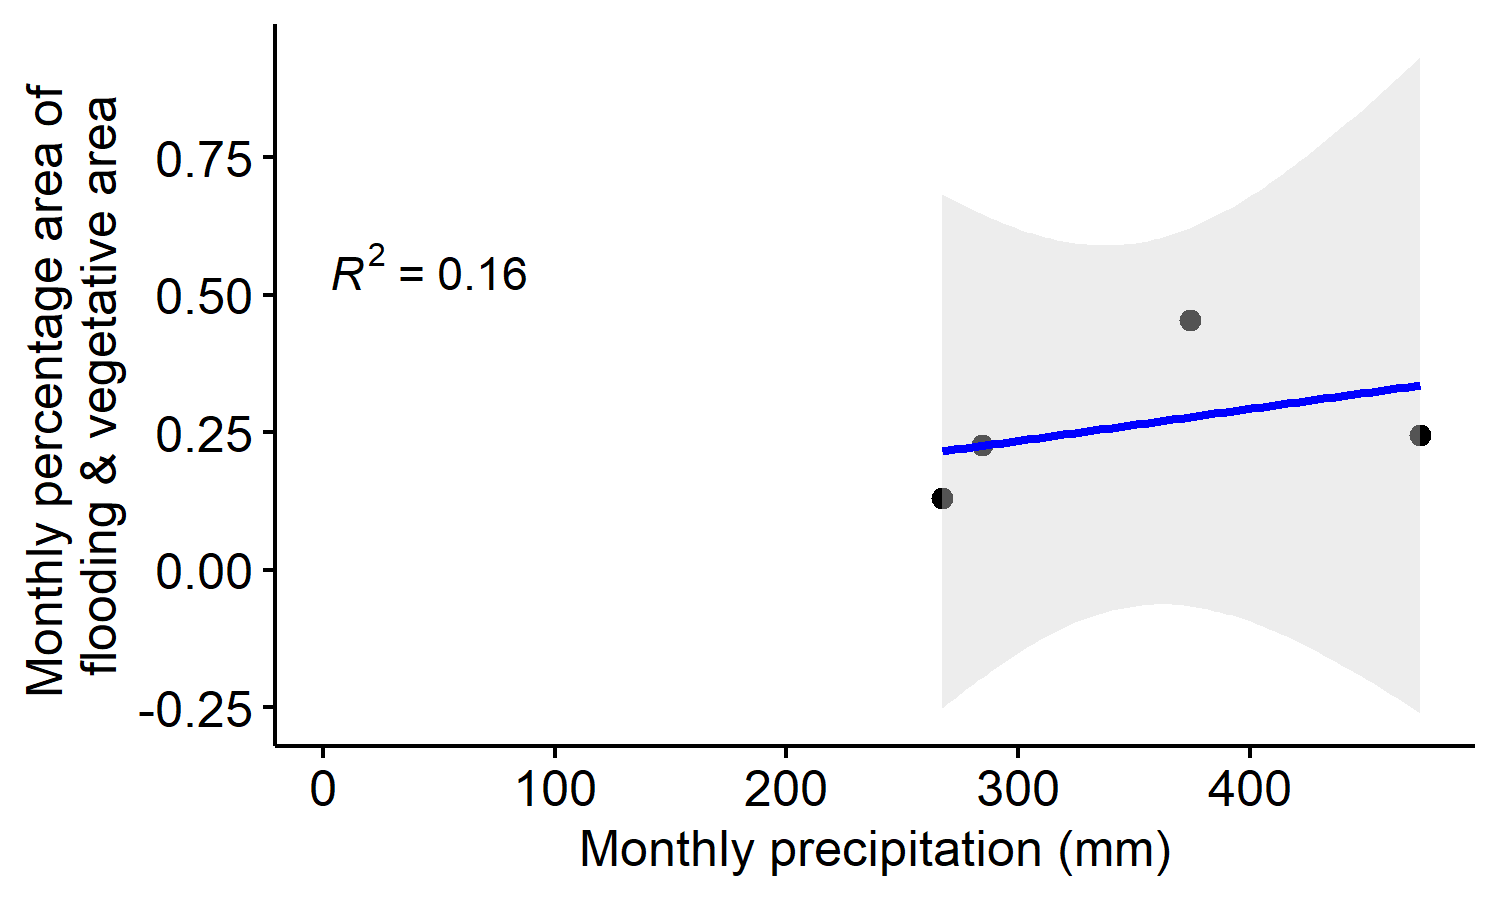 Monthly percentage area of
flooding & vegetative area
0.75
0.50
0.25
0.00
-0.25
R² = 0.16
0 100 200 300 400
Monthly precipitation (mm)